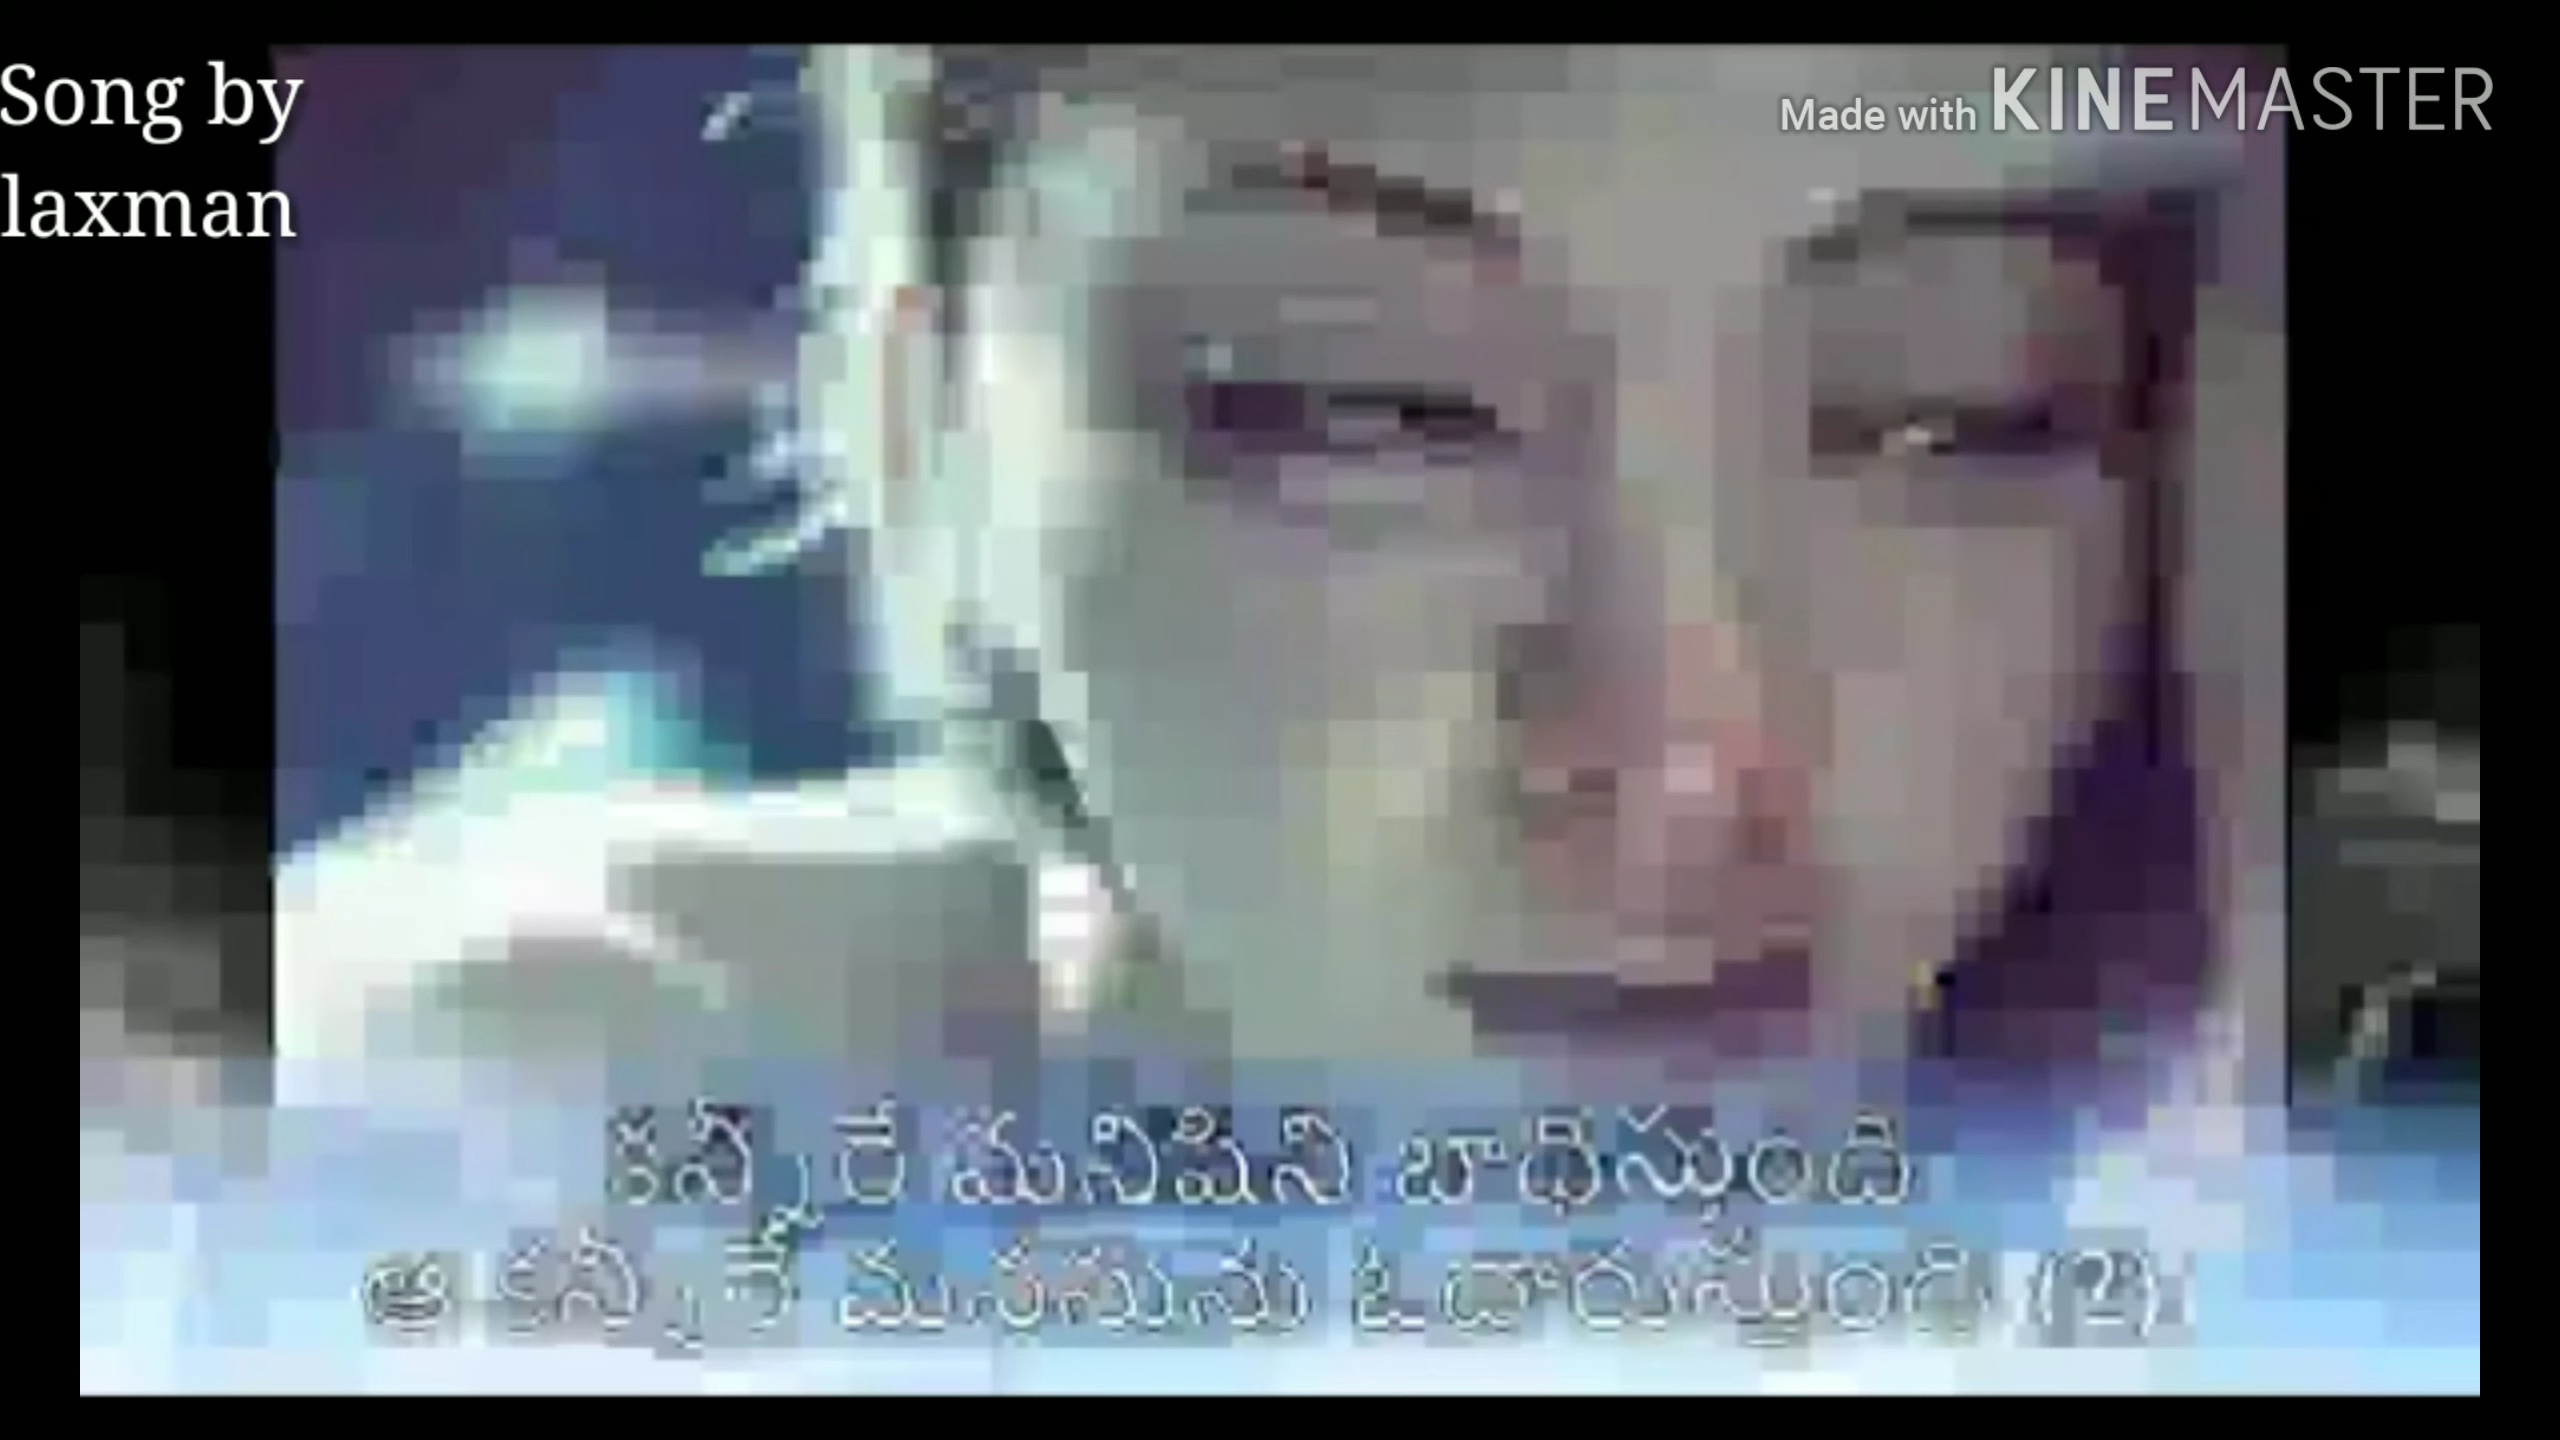 Song by
laxman
Made with KINEMASTER
కన్నీరే మనిషిని బాధిస్తుంది
ఆ కన్నీరే మనసును ఓదారుస్తుంది (2)